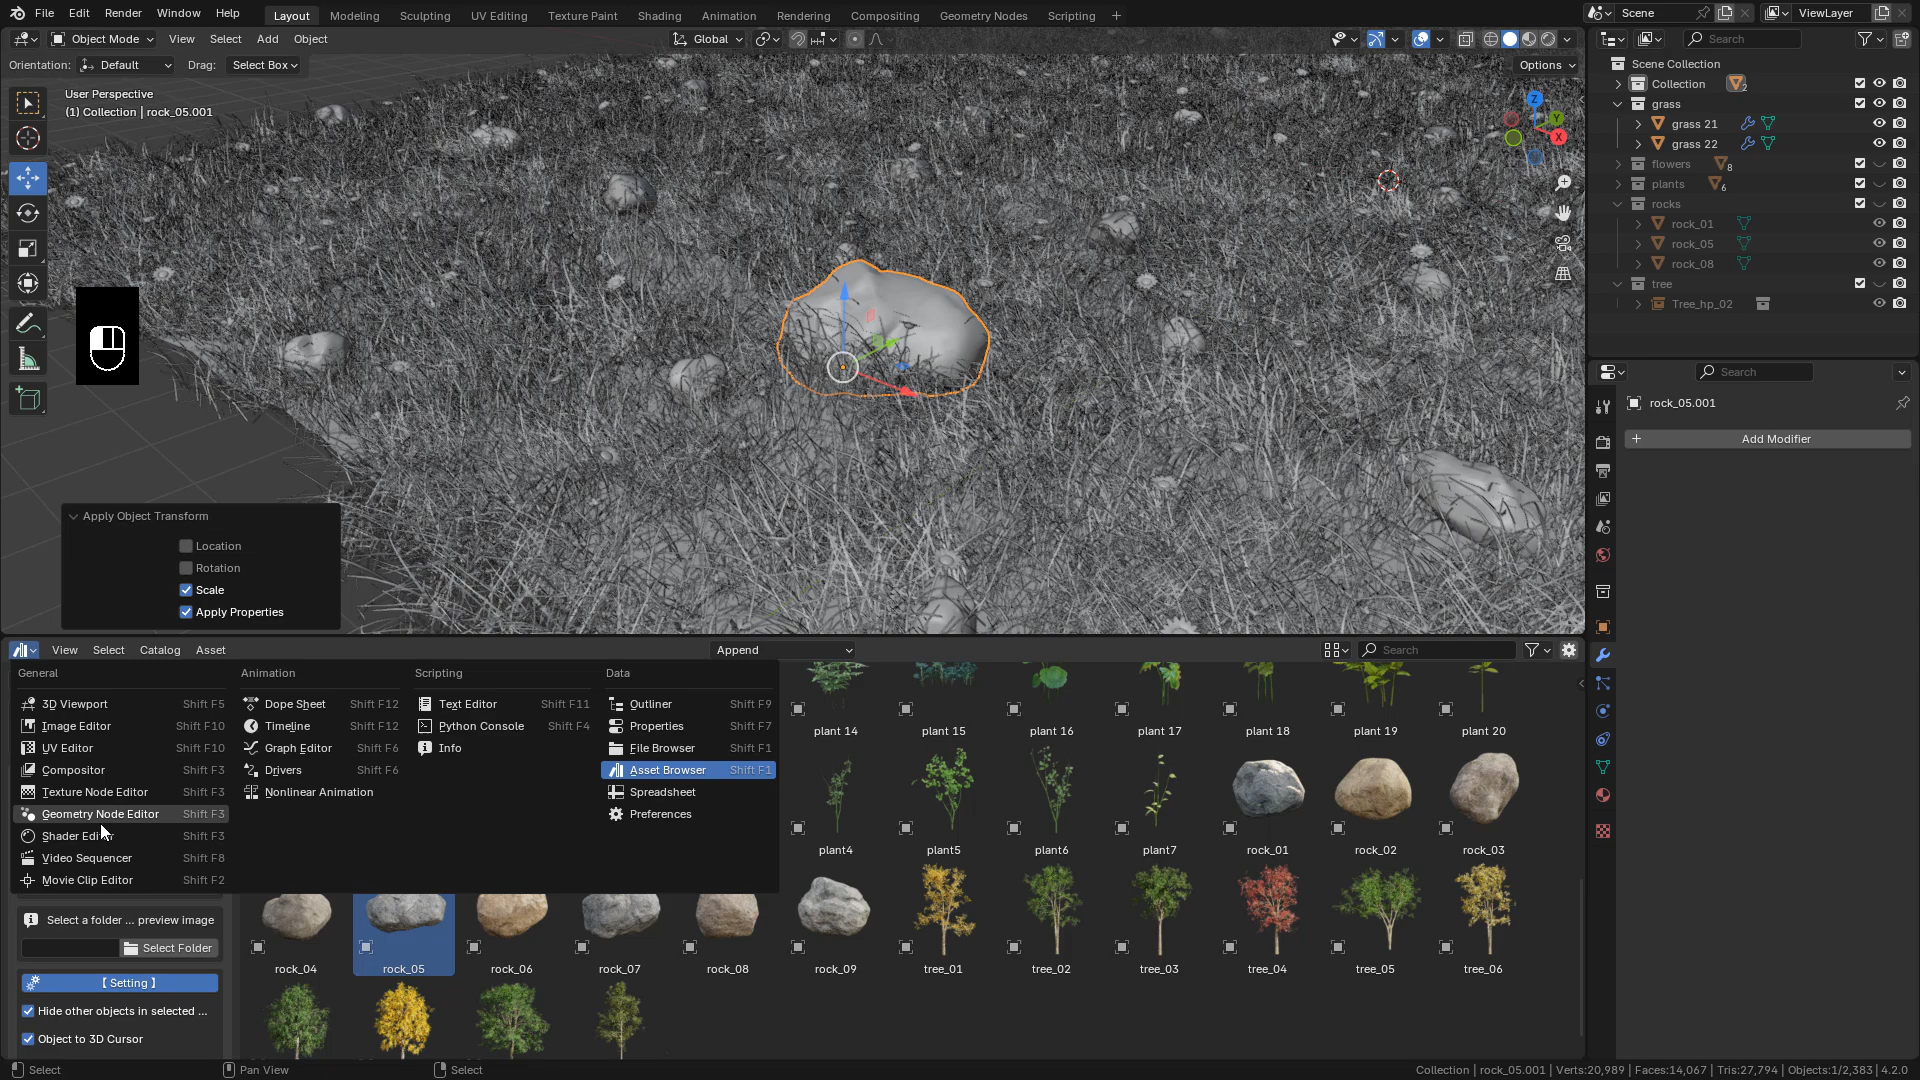 File Edit Render Window Help Layout Modeling Sculpting UV Editing Texture Paint Shading Animation Rendering Compositing Geometry Nodes Scripting + Scene ViewLayer
Object Mode View Select Add Object Global Search
Orientation: Default Drag: Select Box Options
User Perspective
(1) Collection | rock_05.001
Z
Y
X
Scene Collection
Collection 2
grass
grass 21
grass 22
flowers 8
plants 6
rocks
rock_01
rock_05
rock_08
tree
Tree_hp_02
Search
rock_05.001
+ Add Modifier
Apply Object Transform
Location
Rotation
Scale
Apply Properties
View Select Catalog Asset Append Search
General
3D Viewport Shift F5
Image Editor Shift F10
UV Editor Shift F10
Compositor Shift F3
Texture Node Editor Shift F3
Geometry Node Editor Shift F3
Shader Editor Shift F3
Video Sequencer Shift F8
Movie Clip Editor Shift F2
Animation
Dope Sheet Shift F12
Timeline Shift F12
Graph Editor Shift F6
Drivers Shift F6
Nonlinear Animation
Scripting
Text Editor Shift F11
Python Console Shift F4
Info
Data
Outliner Shift F9
Properties Shift F7
File Browser Shift F1
Asset Browser Shift F1
Spreadsheet
Preferences
plant 14 plant 15 plant 16 plant 17 plant 18 plant 19 plant 20
plant4 plant5 plant6 plant7 rock_01 rock_02 rock_03
rock_04 rock_05 rock_06 rock_07 rock_08 rock_09 tree_01 tree_02 tree_03 tree_04 tree_05 tree_06
Select a folder ... preview image
Select Folder
【 Setting 】
Hide other objects in selected ...
Object to 3D Cursor
Select Pan View Select Collection | rock_05.001 | Verts:20,989 | Faces:14,067 | Tris:27,794 | Objects:1/2,383 | 4.2.0